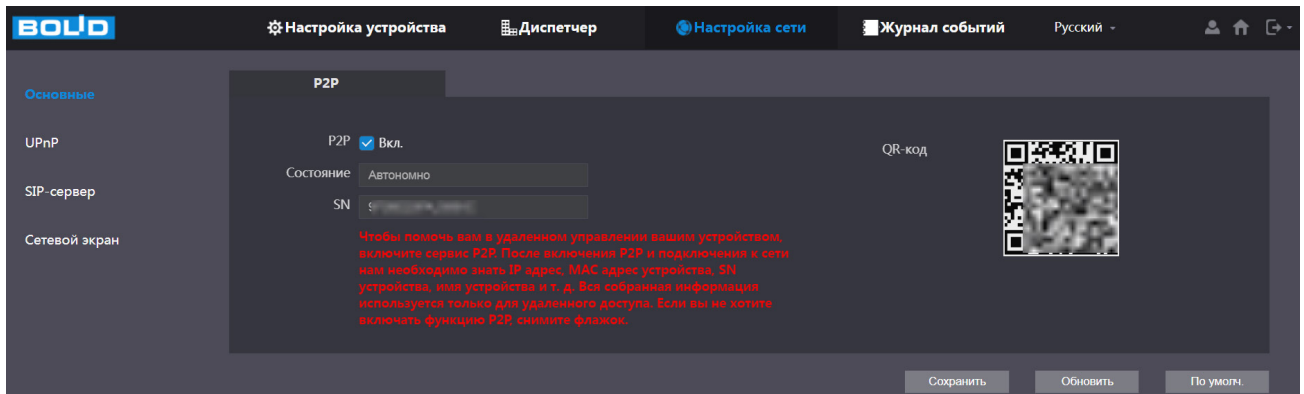 BOLID
Настройка устройства
Диспетчер
Настройка сети
Журнал событий
Русский
Основные
UPnP
SIP-сервер
Сетевой экран
P2P
P2P Вкл.
Состояние Автономно
SN 9
Чтобы помочь вам в удаленном управлении вашим устройством,
включите сервис P2P. После включения P2P и подключения к сети
нам необходимо знать IP адрес, MAC адрес устройства, SN
устройства, имя устройства и т. д. Вся собранная информация
используется только для удаленного доступа. Если вы не хотите
включать функцию P2P, снимите флажок.
QR-код
Сохранить
Обновить
По умолч.